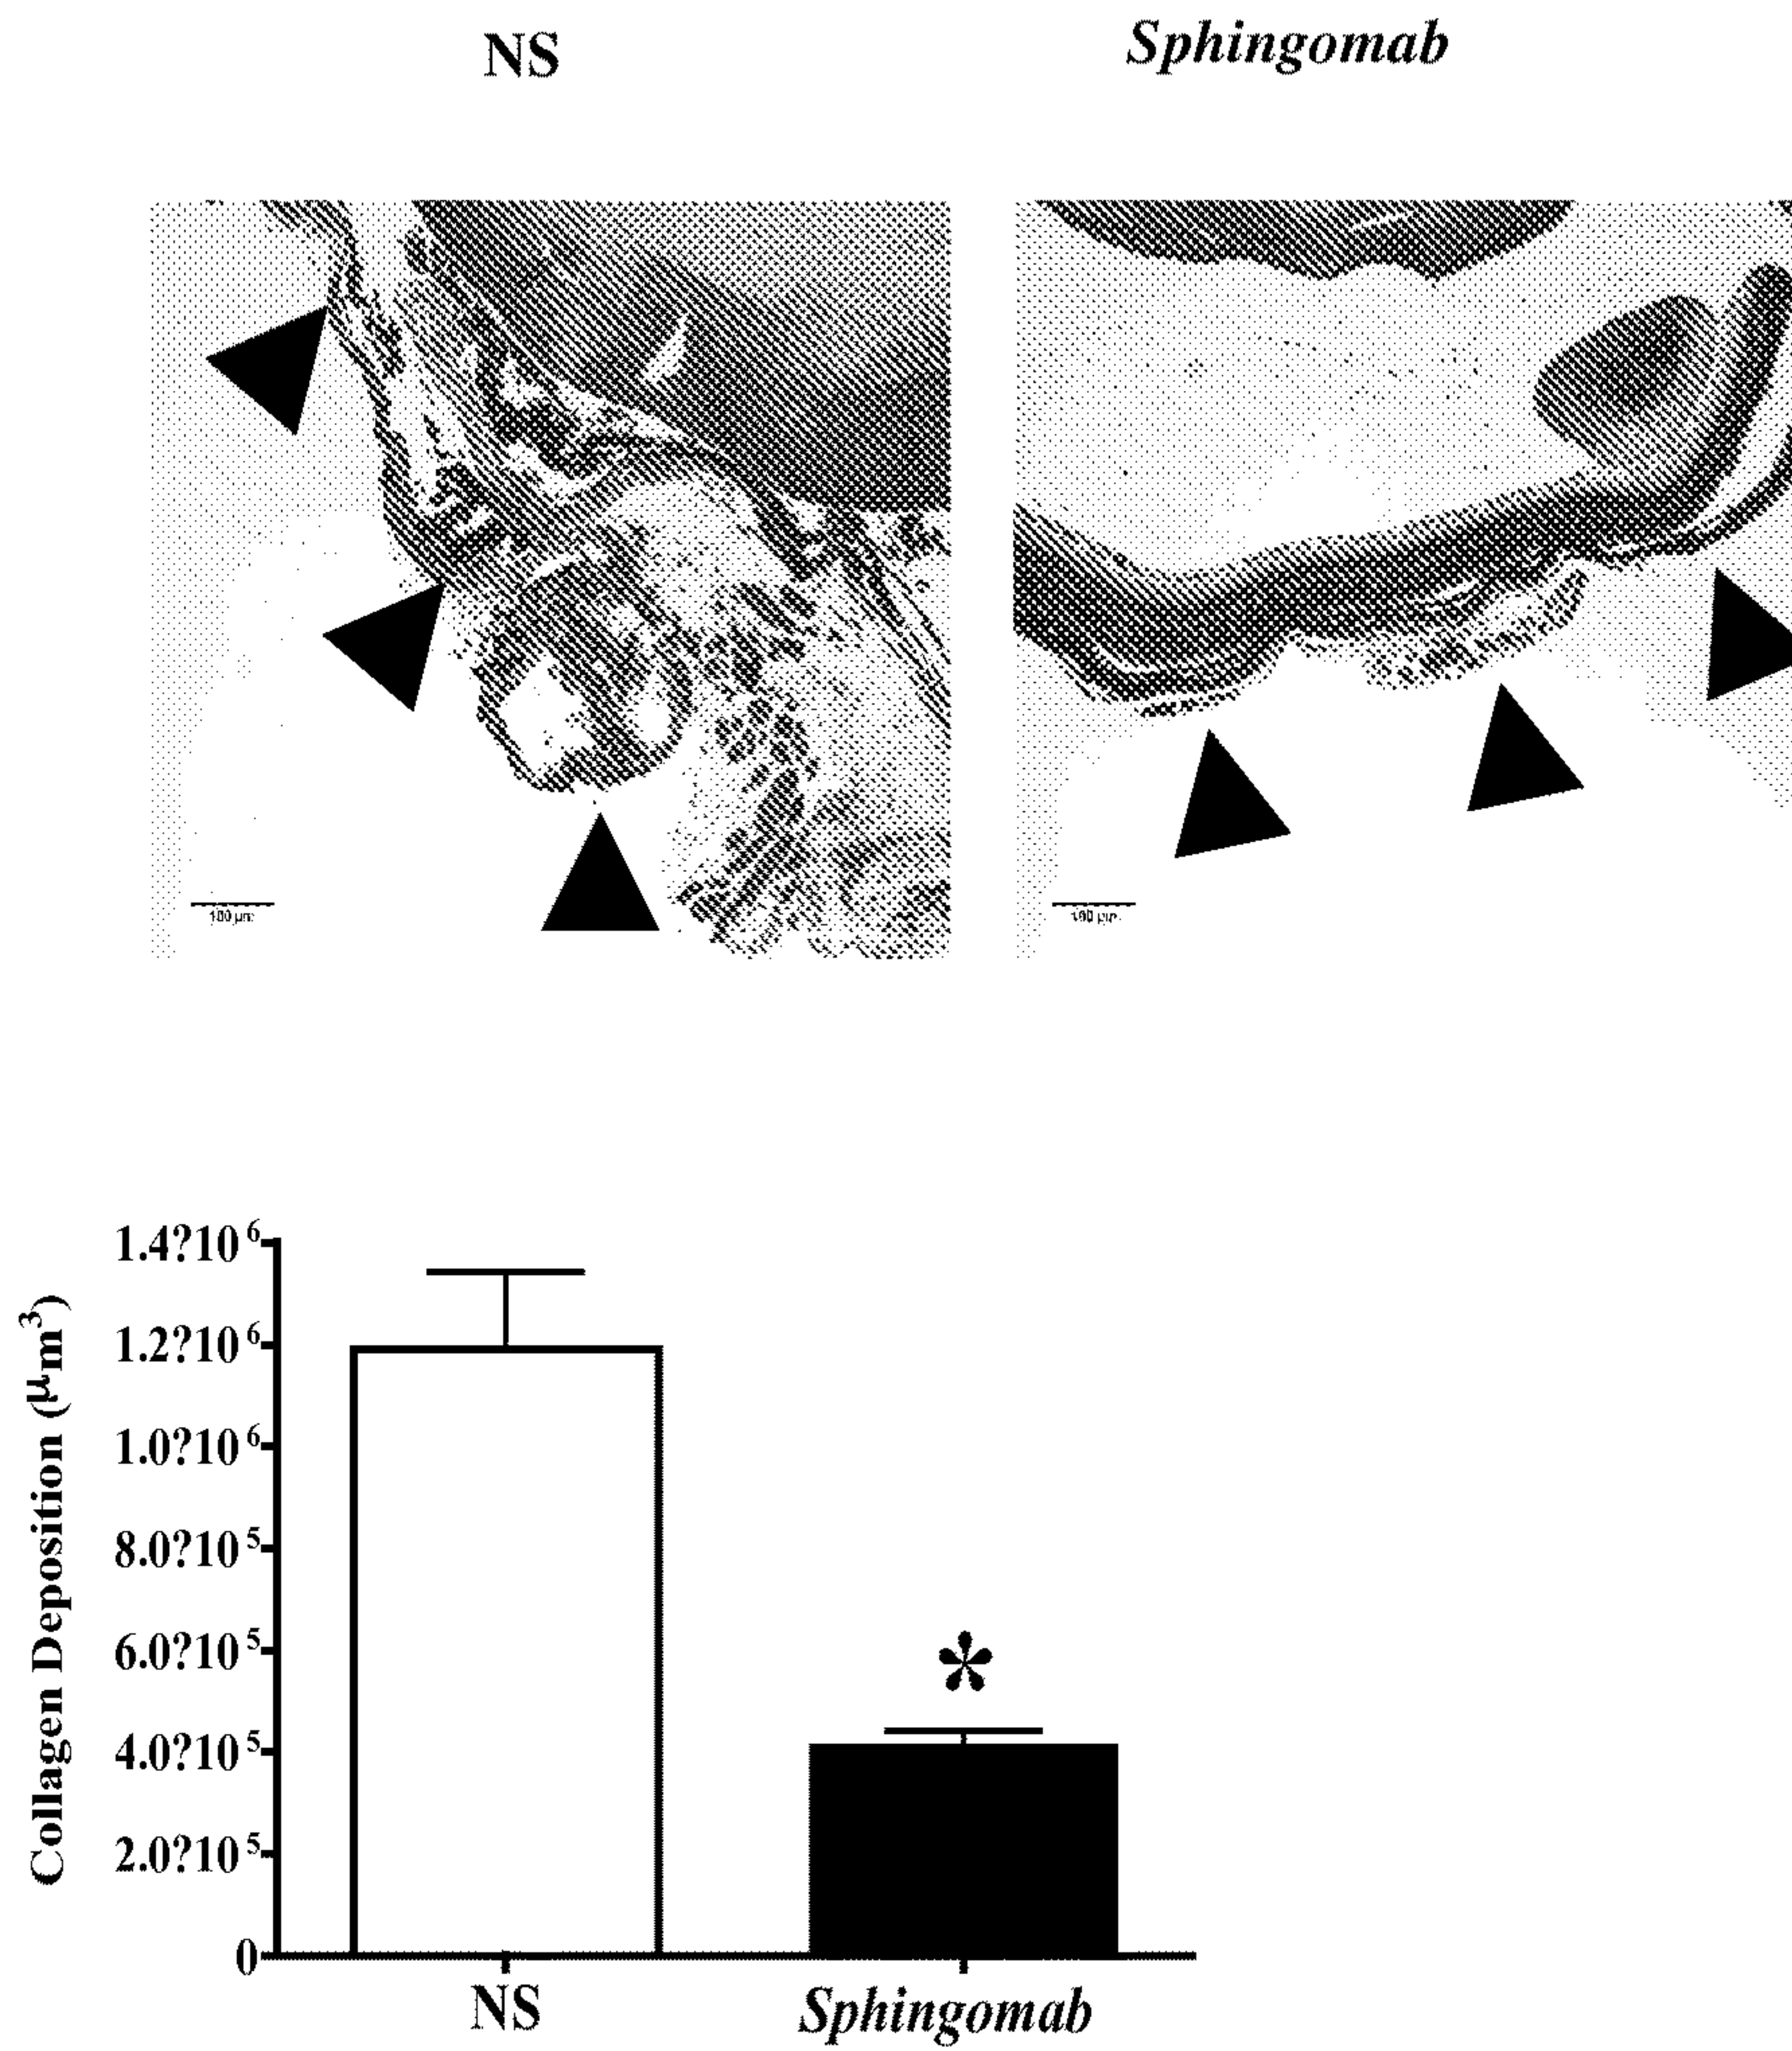 NS
Sphingomab
100 µm
100 µm
1.4?10⁶
1.2?10⁶
1.0?10⁶
8.0?10⁵
6.0?10⁵
4.0?10⁵
2.0?10⁵
0
Collagen Deposition (µm³)
*
NS
Sphingomab